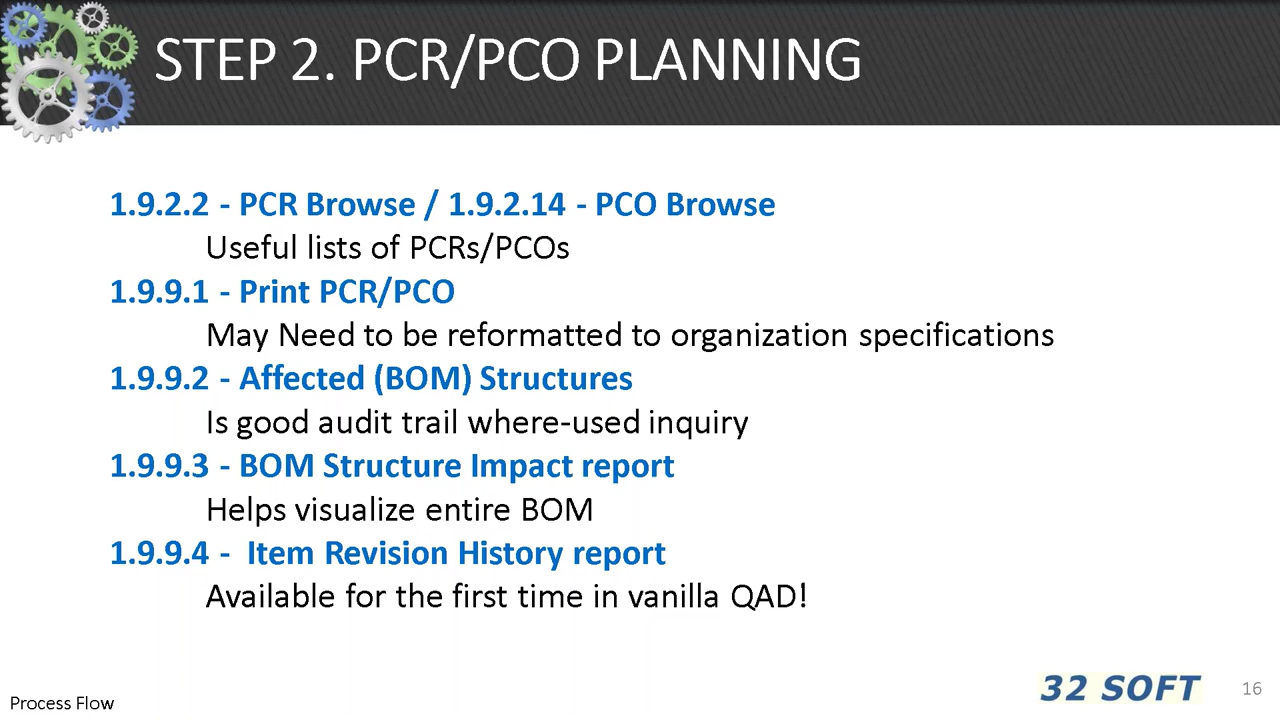 STEP 2. PCR/PCO PLANNING
1.9.2.2 - PCR Browse / 1.9.2.14 - PCO Browse
Useful lists of PCRs/PCOs
1.9.9.1 - Print PCR/PCO
May Need to be reformatted to organization specifications
1.9.9.2 - Affected (BOM) Structures
Is good audit trail where-used inquiry
1.9.9.3 - BOM Structure Impact report
Helps visualize entire BOM
1.9.9.4 - Item Revision History report
Available for the first time in vanilla QAD!
32 SOFT
16
Process Flow